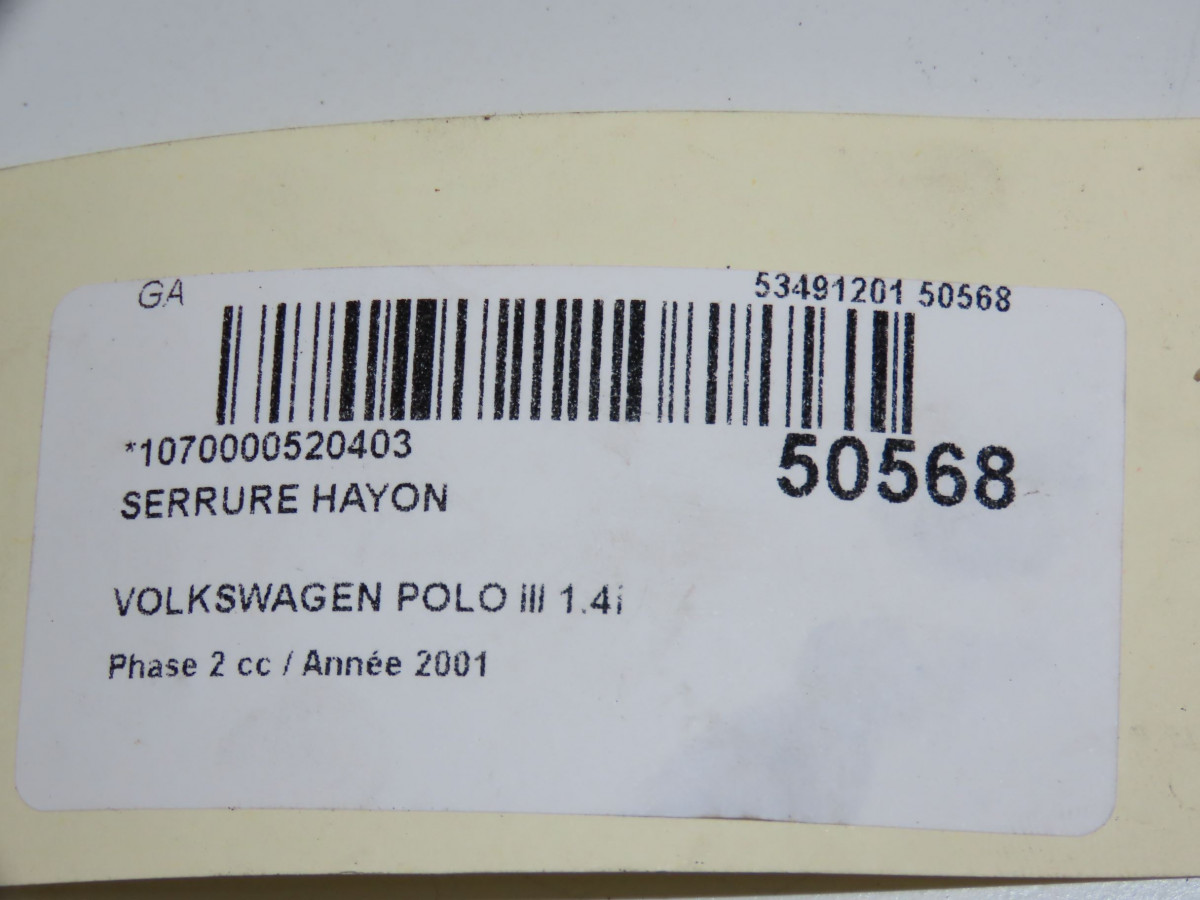 GA
53491201 50568
*1070000520403
50568
SERRURE HAYON
VOLKSWAGEN POLO III 1.4i
Phase 2 cc / Année 2001